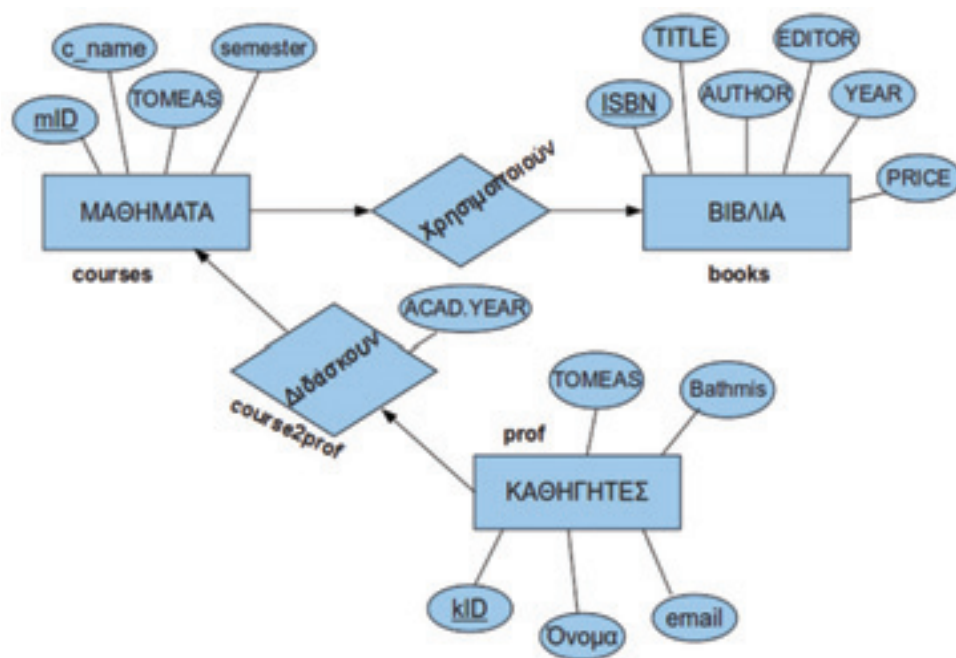 c_name
semester
TOMEAS
mID
ΜΑΘΗΜΑΤΑ
courses
Χρησιμοποιούν
TITLE
EDITOR
ISBN
AUTHOR
YEAR
PRICE
ΒΙΒΛΙΑ
books
ACAD.YEAR
Διδάσκουν
course2prof
TOMEAS
Bathmis
prof
ΚΑΘΗΓΗΤΕΣ
kID
Όνομα
email